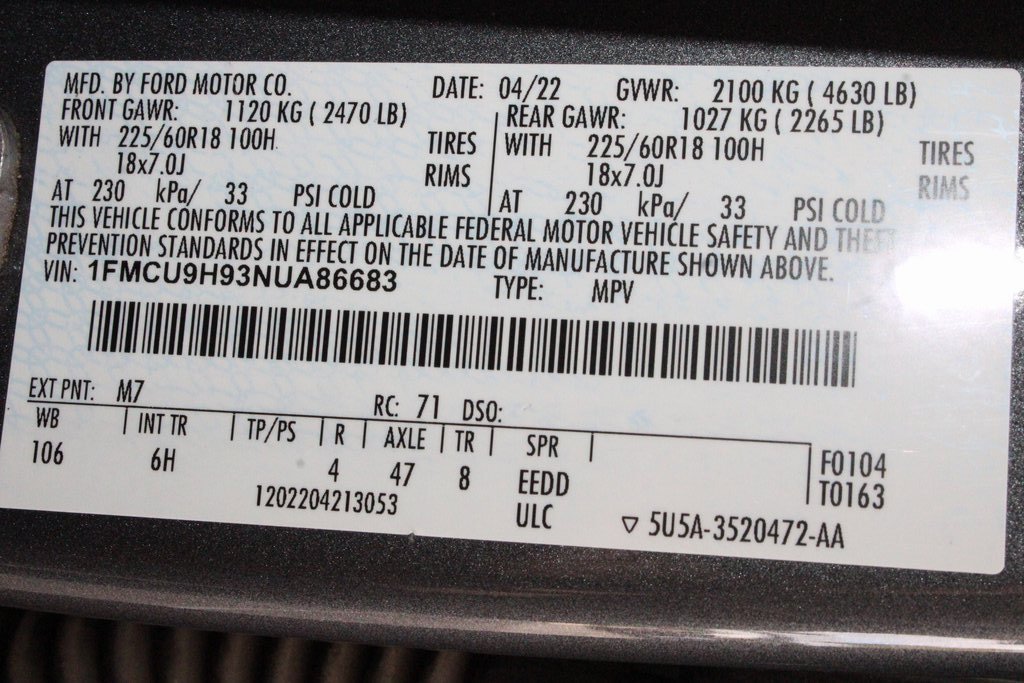 MFD. BY FORD MOTOR CO. DATE: 04/22 GVWR: 2100 KG ( 4630 LB)
FRONT GAWR: 1120 KG ( 2470 LB) REAR GAWR: 1027 KG ( 2265 LB)
WITH 225/60R18 100H TIRES WITH 225/60R18 100H TIRES
18x7.0J RIMS 18x7.0J RIMS
AT 230 kPa/ 33 PSI COLD AT 230 kPa/ 33 PSI COLD
THIS VEHICLE CONFORMS TO ALL APPLICABLE FEDERAL MOTOR VEHICLE SAFETY AND THEFT
PREVENTION STANDARDS IN EFFECT ON THE DATE OF MANUFACTURE SHOWN ABOVE.
VIN: 1FMCU9H93NUA86683 TYPE: MPV
EXT PNT: M7 RC: 71 DSO:
WB INT TR TP/PS R AXLE TR SPR F0104
106 6H 4 47 8 EEDD T0163
1202204213053 ULC ▽ 5U5A-3520472-AA